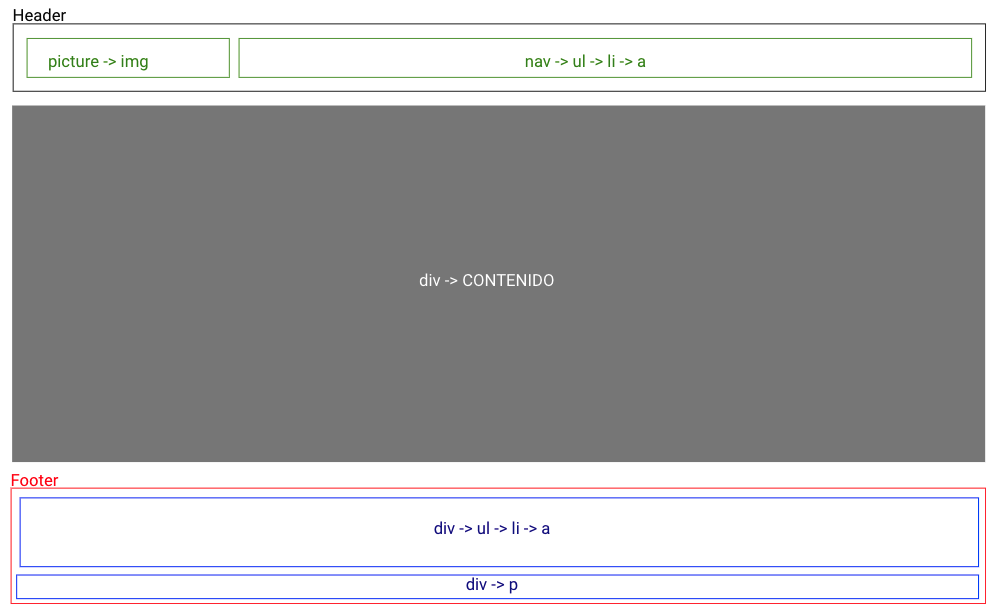 Header
picture -> img
nav -> ul -> li -> a
div -> CONTENIDO
Footer
div -> ul -> li -> a
div -> p